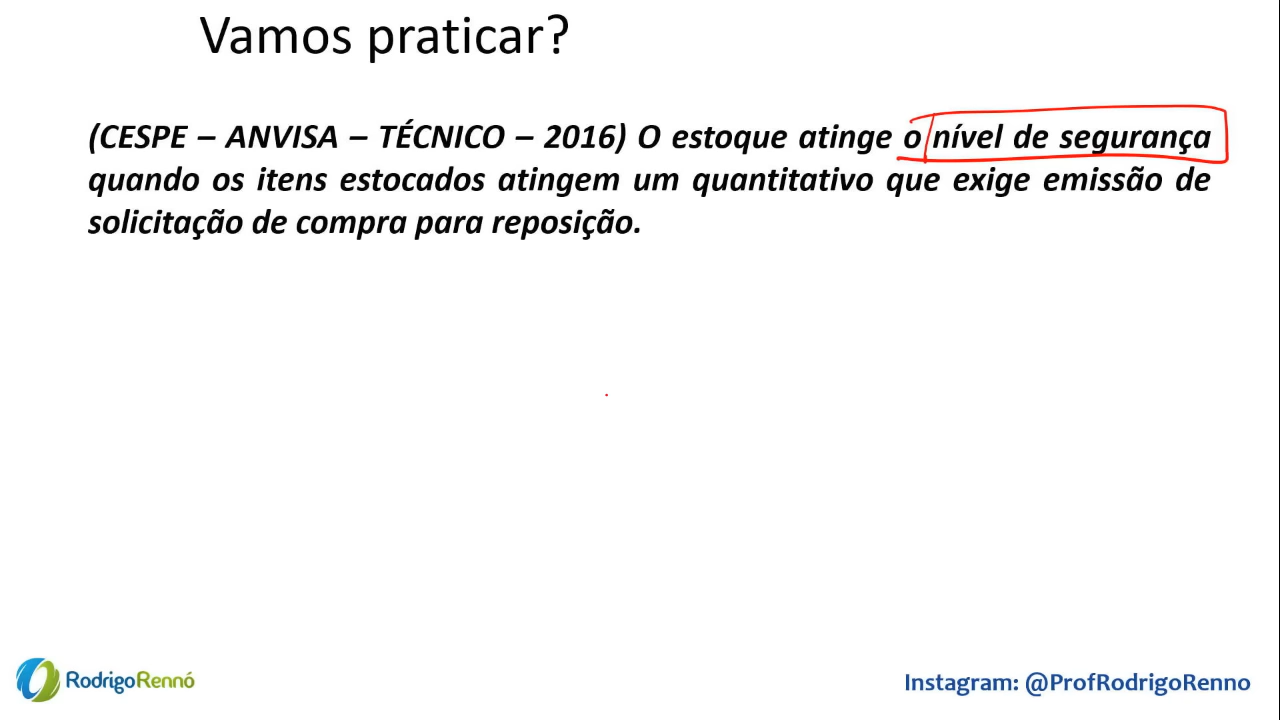 Vamos praticar?
(CESPE – ANVISA – TÉCNICO – 2016) O estoque atinge o nível de segurança
quando os itens estocados atingem um quantitativo que exige emissão de
solicitação de compra para reposição.
RodrigoRennó
Instagram: @ProfRodrigoRenno